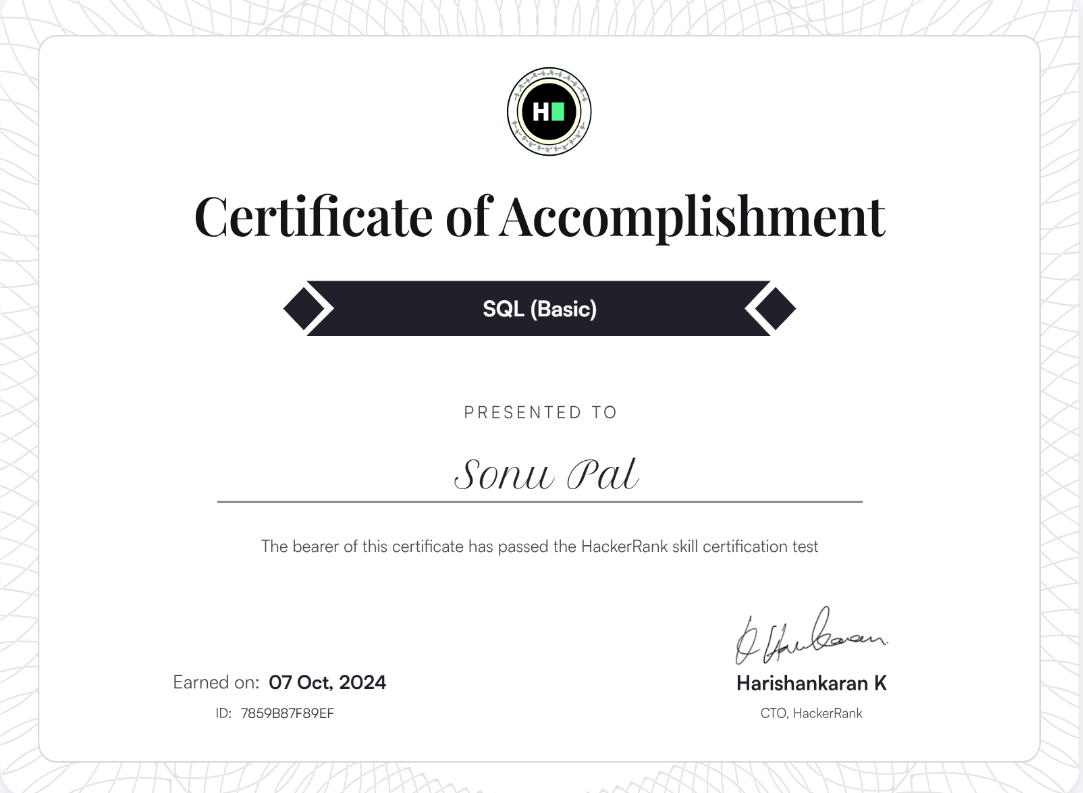 H
Certificate of Accomplishment
SQL (Basic)
PRESENTED TO
Sonu Pal
The bearer of this certificate has passed the HackerRank skill certification test
Earned on: 07 Oct, 2024
ID: 7859B87F89EF
Harishankaran K
CTO, HackerRank